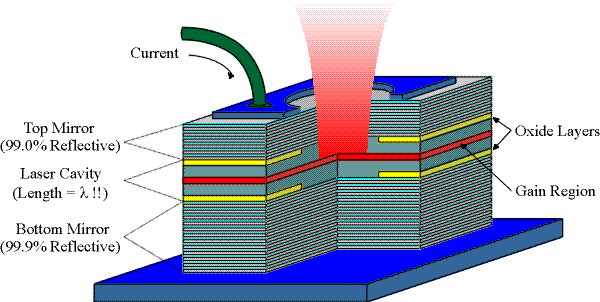 Current
Top Mirror
(99.0% Reflective)
Laser Cavity
(Length = λ !!)
Bottom Mirror
(99.9% Reflective)
Oxide Layers
Gain Region